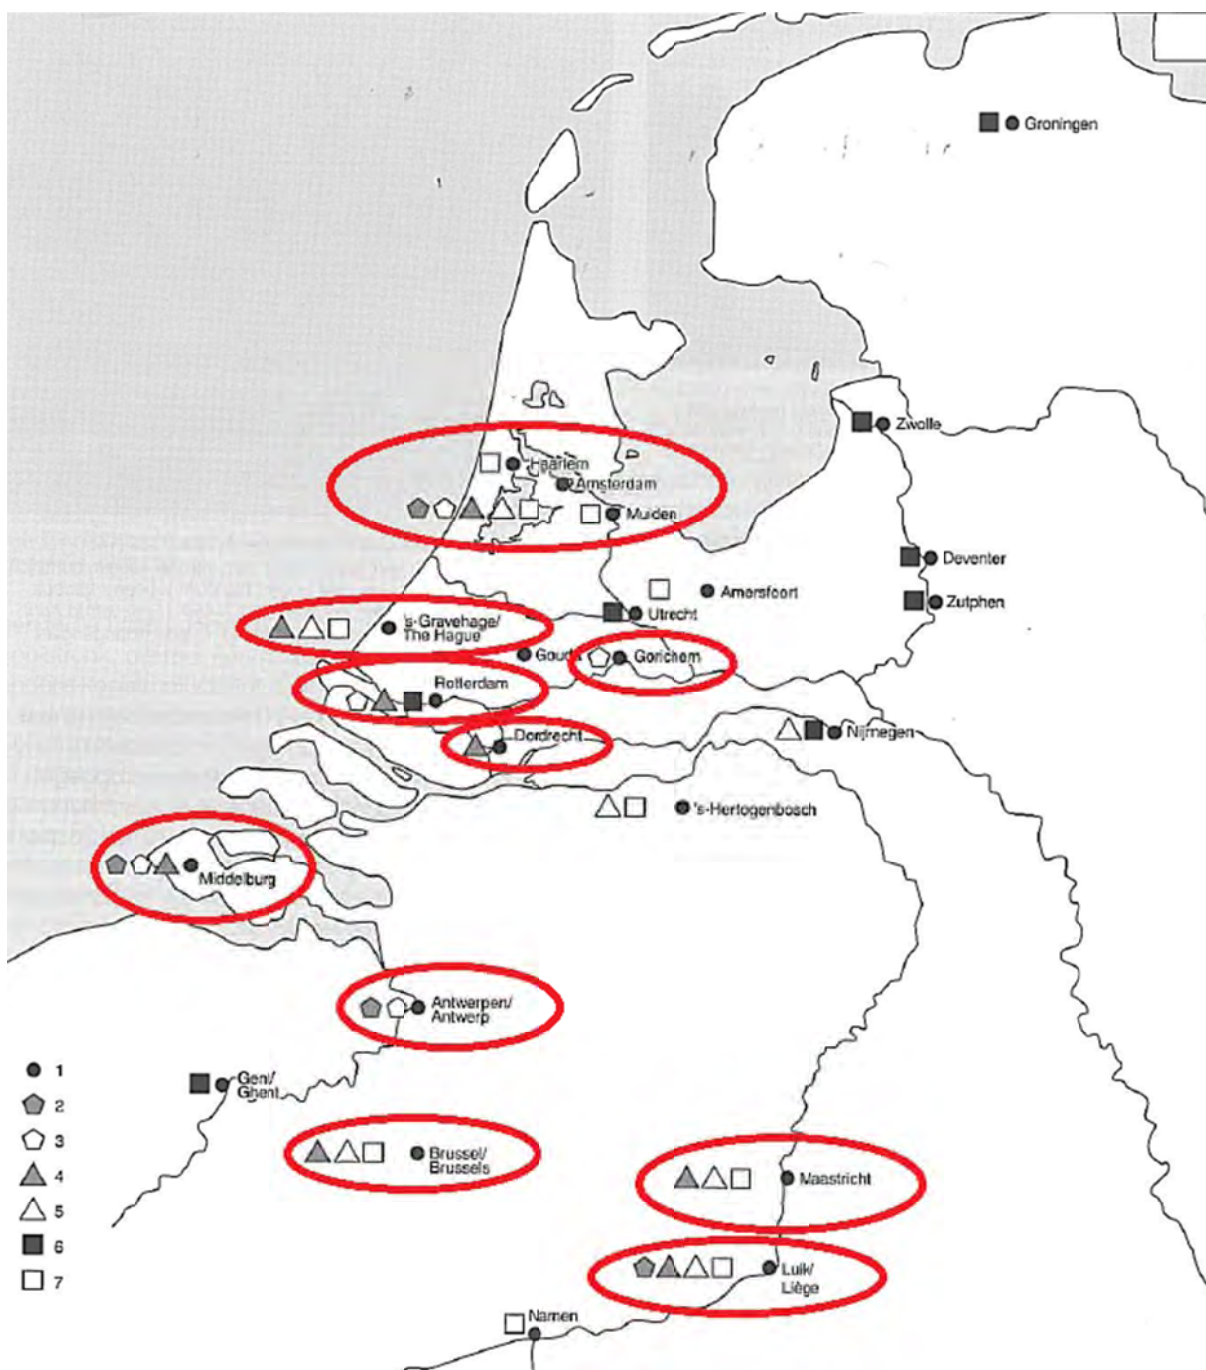 Groningen
Zwolle
Haarlem
Amsterdam
Muiden
Deventer
Amersfoort
Zutphen
Utrecht
's-Gravehage/
The Hague
Gouda
Gorichem
Rotterdam
Dordrecht
Nijmegen
's-Hertogenbosch
Middelburg
Antwerpen/
Antwerp
Gent/
Ghent
Brussel/
Brussels
Maastricht
Luik/
Liège
Namen
1
2
3
4
5
6
7